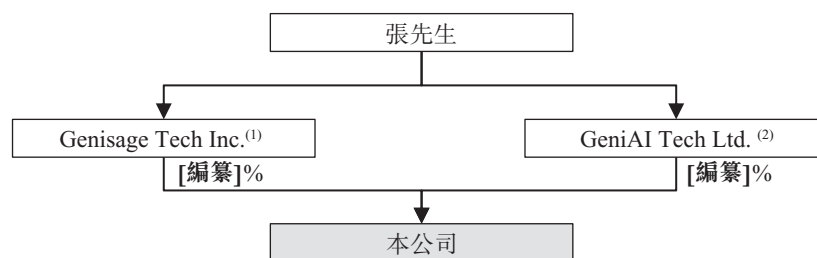 張先生
Genisage Tech Inc.(1)
GeniAI Tech Ltd. (2)
[編纂]%
[編纂]%
本公司